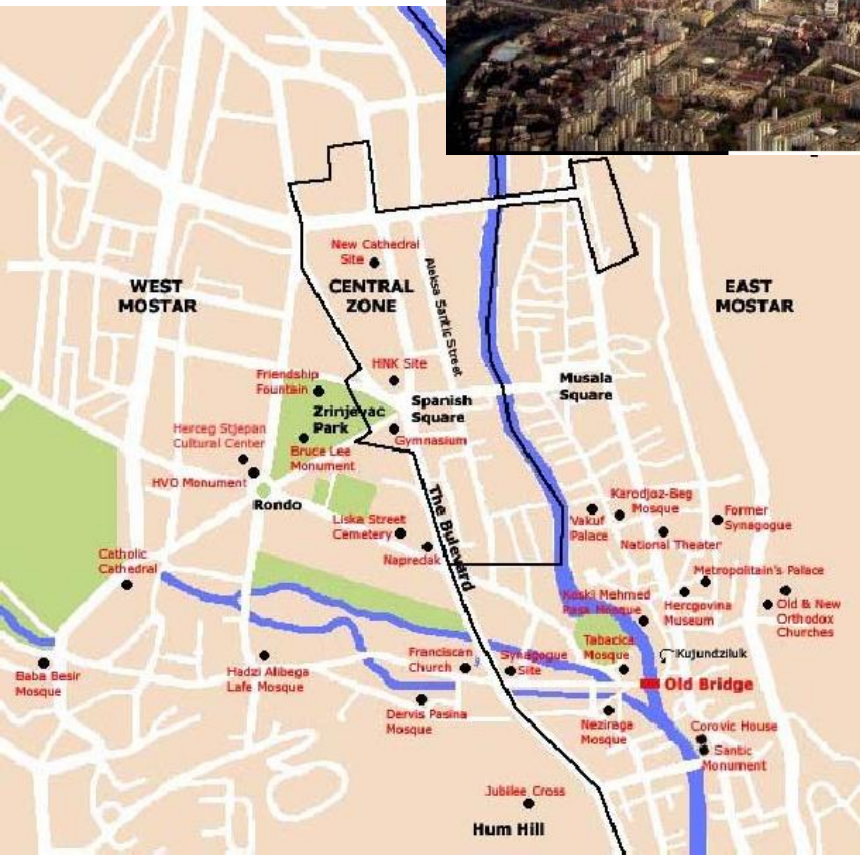 New Cathedral
Site
WEST
MOSTAR
CENTRAL
ZONE
Aleksa Santic Street
EAST
MOSTAR
HNK Site
Friendship
Fountain
Musala
Square
Spanish
Square
Zrinjevac
Park
Herceg Stjepan
Cultural Center
Gymnasium
Bruce Lee
Monument
HVO Monument
Rondo
The Bulevard
Karodjoz-Beg
Mosque
Former
Synagogue
Vakuf
Palace
Liska Street
Cemetery
National Theater
Napredak
Catholic
Cathedral
Metropolitain's Palace
Koski Mehmed
Pasa Mosque
Hercgovina
Museum
Old & New
Orthodox
Churches
Tabacica
Mosque
Kujundziluk
Franciscan
Church
Synagogue
Site
Baba Besir
Mosque
Hadzi Alibega
Lafe Mosque
Old Bridge
Dervis Pasina
Mosque
Neziraga
Mosque
Corovic House
Santic
Monument
Jubilee Cross
Hum Hill